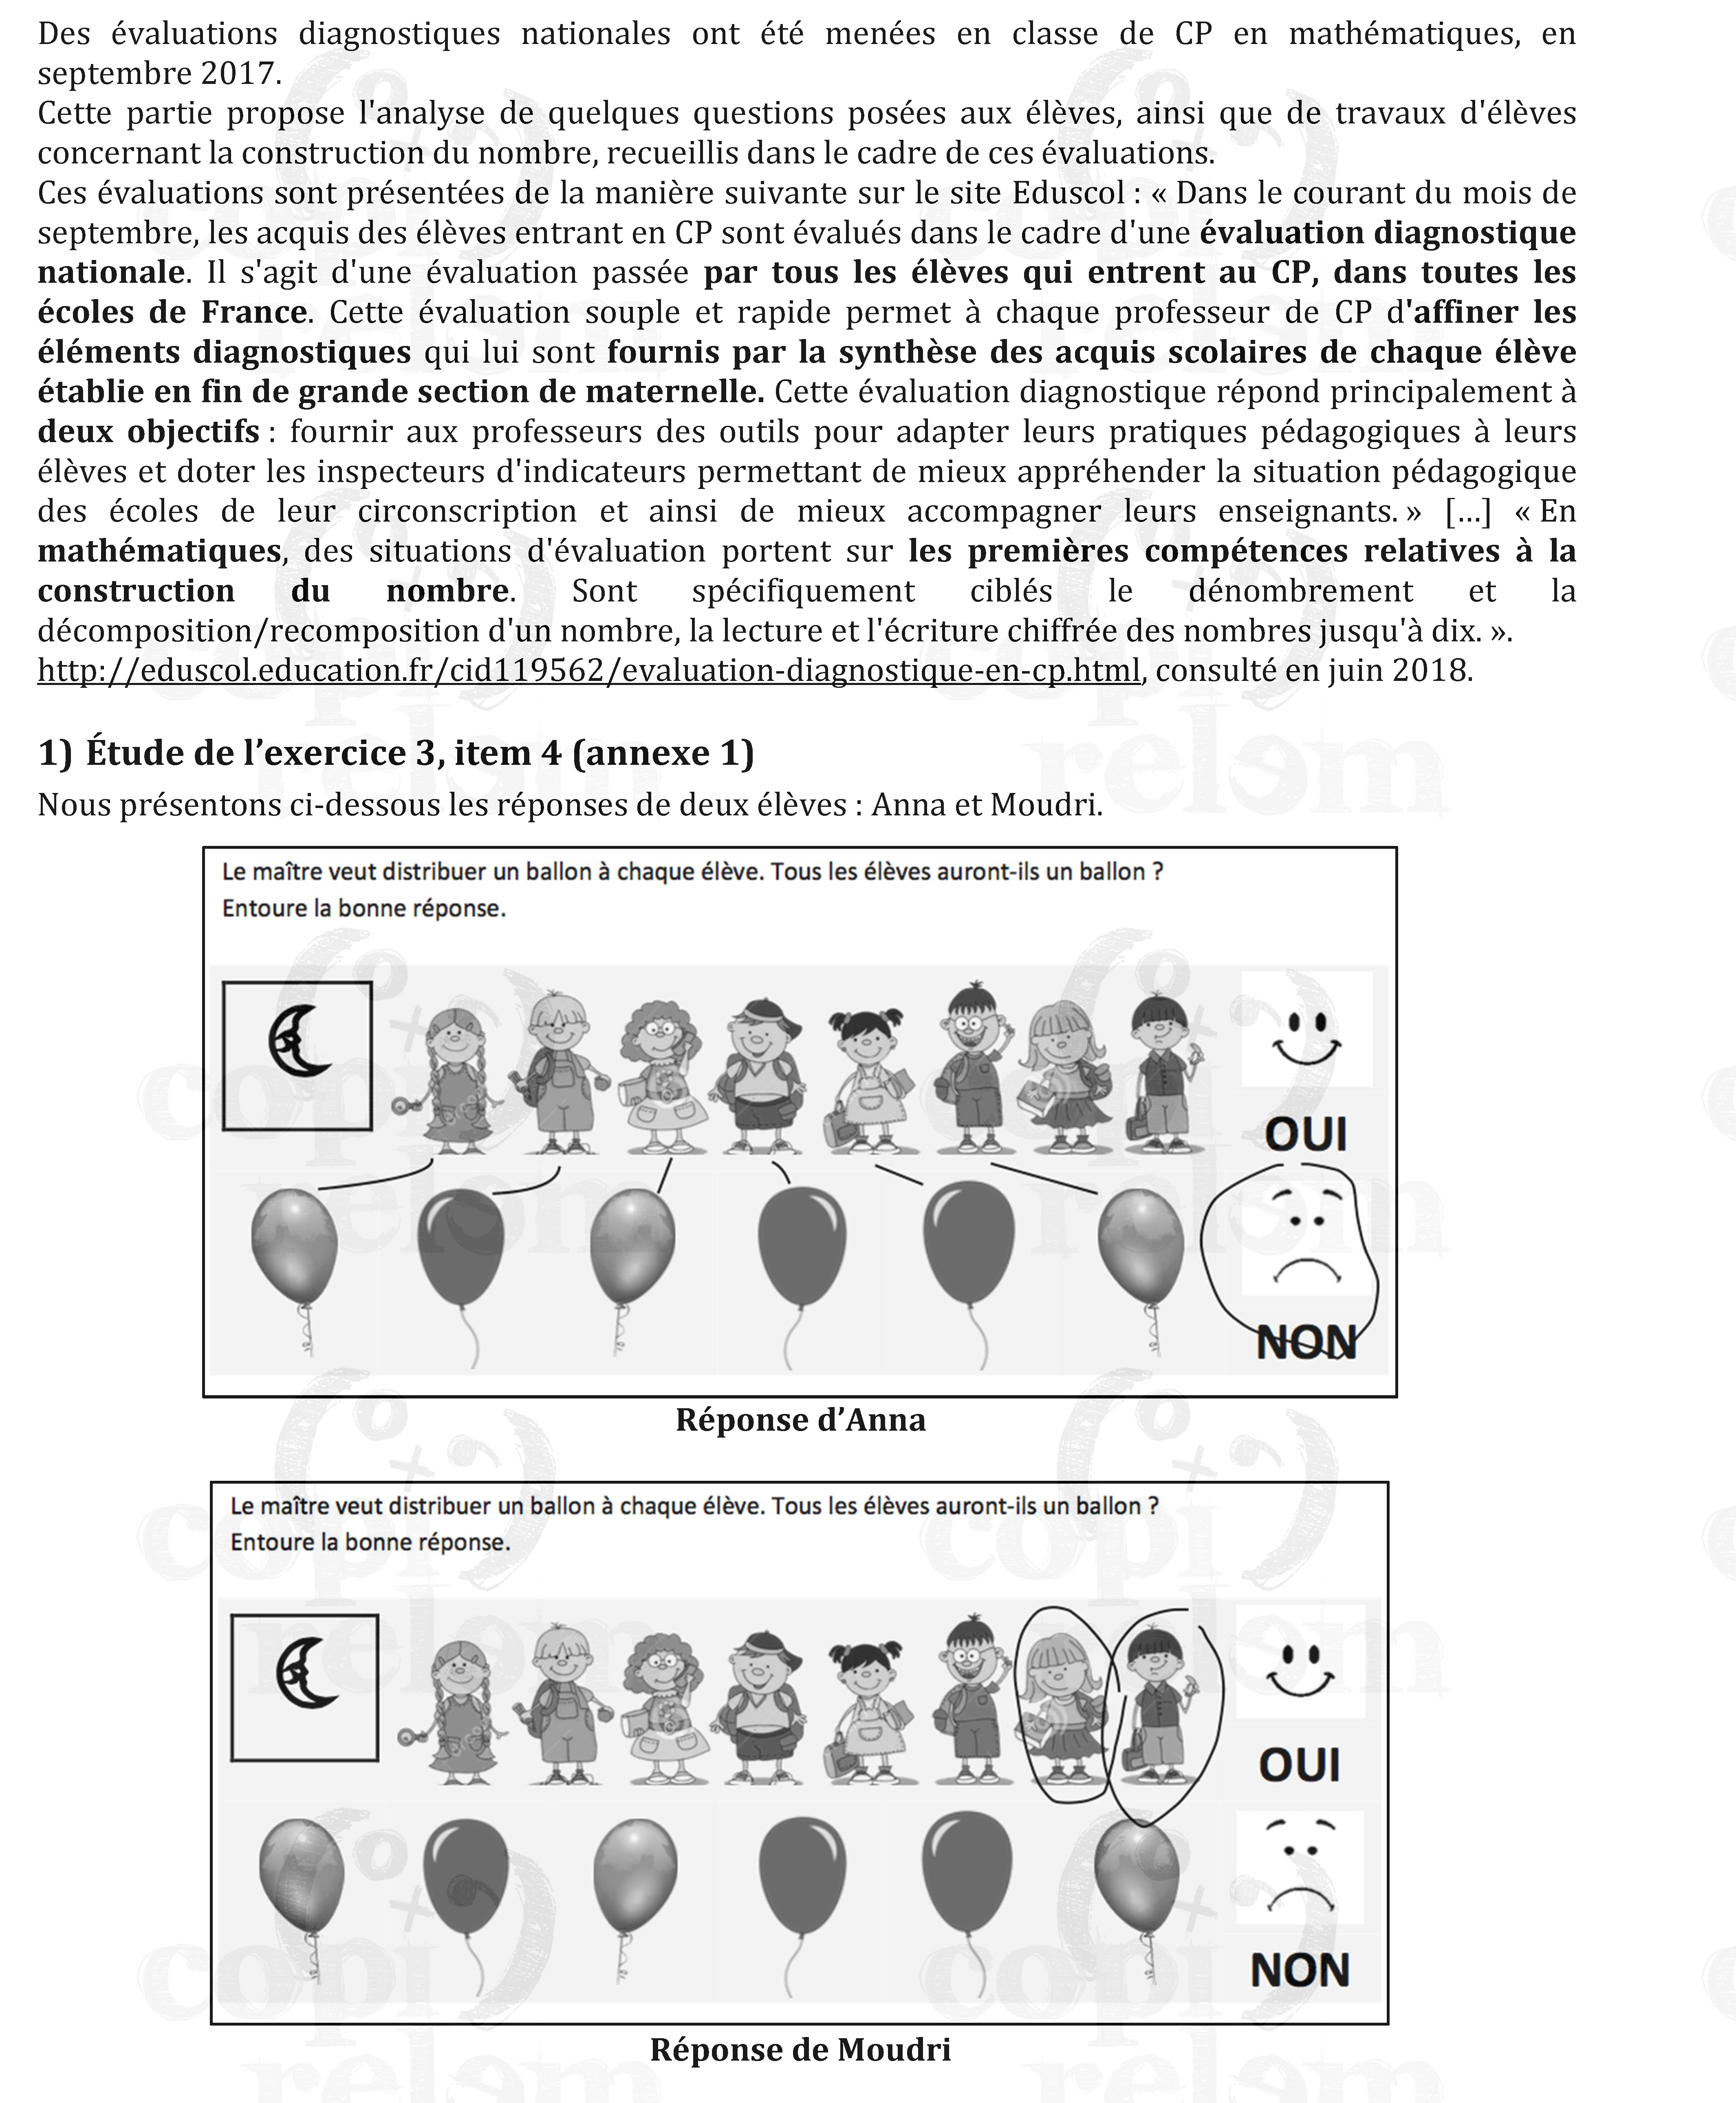 Des évaluations diagnostiques nationales ont été menées en classe de CP en mathématiques, en
septembre 2017.
Cette partie propose l'analyse de quelques questions posées aux élèves, ainsi que de travaux d'élèves
concernant la construction du nombre, recueillis dans le cadre de ces évaluations.
Ces évaluations sont présentées de la manière suivante sur le site Eduscol : « Dans le courant du mois de
septembre, les acquis des élèves entrant en CP sont évalués dans le cadre d'une évaluation diagnostique
nationale. Il s'agit d'une évaluation passée par tous les élèves qui entrent au CP, dans toutes les
écoles de France. Cette évaluation souple et rapide permet à chaque professeur de CP d'affiner les
éléments diagnostiques qui lui sont fournis par la synthèse des acquis scolaires de chaque élève
établie en fin de grande section de maternelle. Cette évaluation diagnostique répond principalement à
deux objectifs : fournir aux professeurs des outils pour adapter leurs pratiques pédagogiques à leurs
élèves et doter les inspecteurs d'indicateurs permettant de mieux appréhender la situation pédagogique
des écoles de leur circonscription et ainsi de mieux accompagner leurs enseignants. » [...] « En
mathématiques, des situations d'évaluation portent sur les premières compétences relatives à la
construction du nombre. Sont spécifiquement ciblés le dénombrement et la
décomposition/recomposition d'un nombre, la lecture et l'écriture chiffrée des nombres jusqu'à dix. ».
http://eduscol.education.fr/cid119562/evaluation-diagnostique-en-cp.html, consulté en juin 2018.
1) Étude de l'exercice 3, item 4 (annexe 1)
Nous présentons ci-dessous les réponses de deux élèves : Anna et Moudri.
Le maître veut distribuer un ballon à chaque élève. Tous les élèves auront-ils un ballon ?
Entoure la bonne réponse.
OUI
NON
Réponse d'Anna
Le maître veut distribuer un ballon à chaque élève. Tous les élèves auront-ils un ballon ?
Entoure la bonne réponse.
OUI
NON
Réponse de Moudri
copi
relem